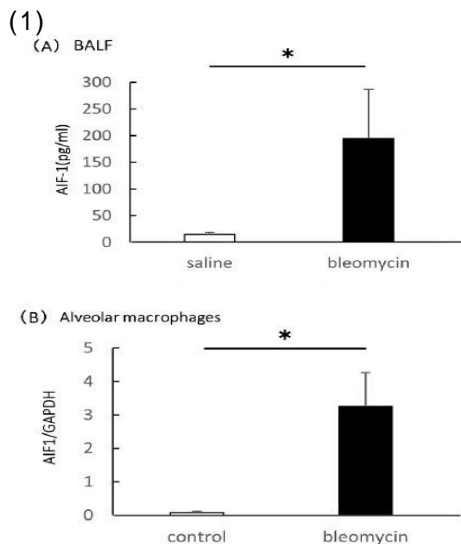 (1)
（A） BALF
*
300
250
200
150
100
50
0
AIF-1(pg/ml)
saline bleomycin
（B） Alveolar macrophages
*
5
4
3
2
1
0
AIF1/GAPDH
control bleomycin